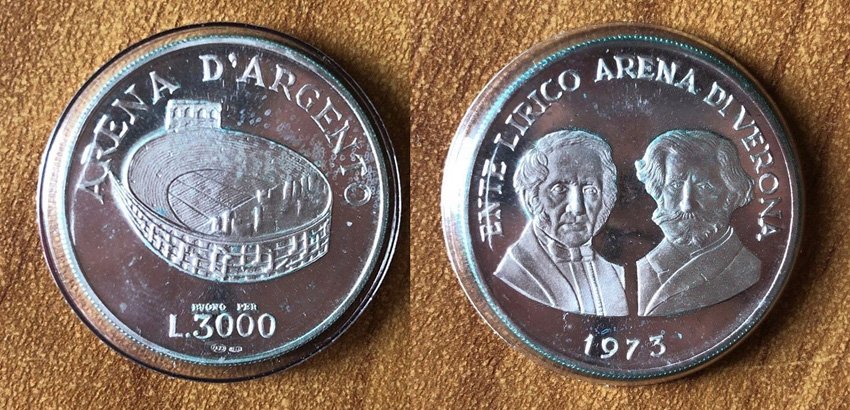 ARENA D'ARGENTO
BUONO PER
L.3000
ENTE LIRICO ARENA DI VERONA
1973